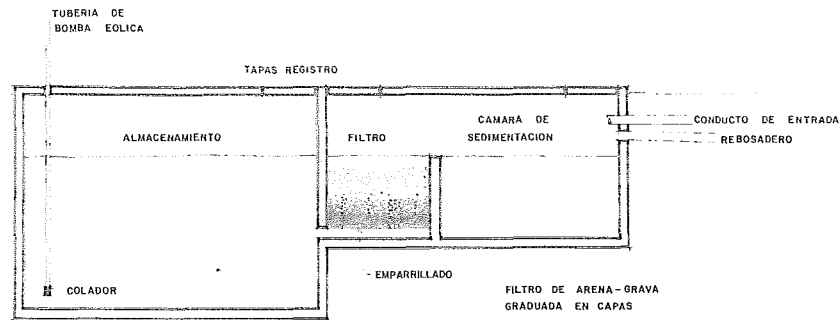 TUBERIA DE
BOMBA EOLICA
TAPAS REGISTRO
ALMACENAMIENTO
FILTRO
CAMARA DE
SEDIMENTACION
CONDUCTO DE ENTRADA
REBOSADERO
EMPARRILLADO
COLADOR
FILTRO DE ARENA-GRAVA
GRADUADA EN CAPAS